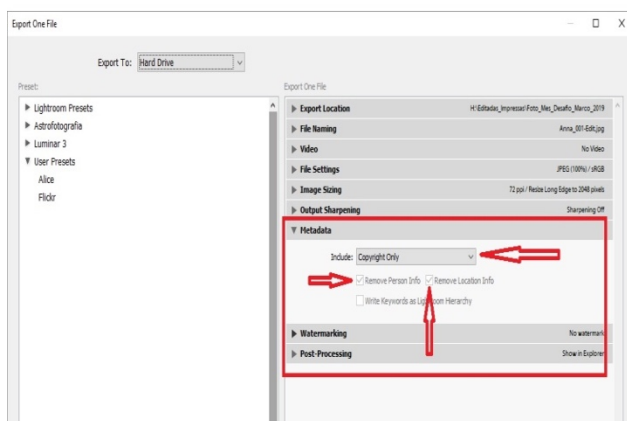 Export One File
Export To: Hard Drive
Preset:
Lightroom Presets
Astrofotografia
Luminar 3
User Presets
Alice
Flickr
Export One File
Export Location H:\Editadas_Impressas\Foto_Mes_Desafio_Marco_2019
File Naming Anna_001-Edit.jpg
Video No Video
File Settings JPEG (100%) / sRGB
Image Sizing 72 ppi / Resize Long Edge to 2048 pixels
Output Sharpening Sharpening Off
Metadata
Include: Copyright Only
Remove Person Info Remove Location Info
Write Keywords as Lightroom Hierarchy
Watermarking No watermark
Post-Processing Show in Explorer